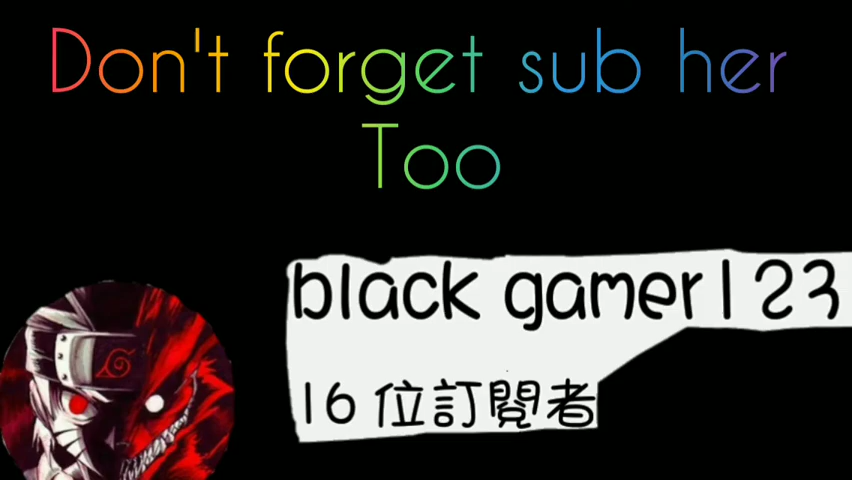 Don't forget sub her
Too
black gamer123
16 位訂閱者